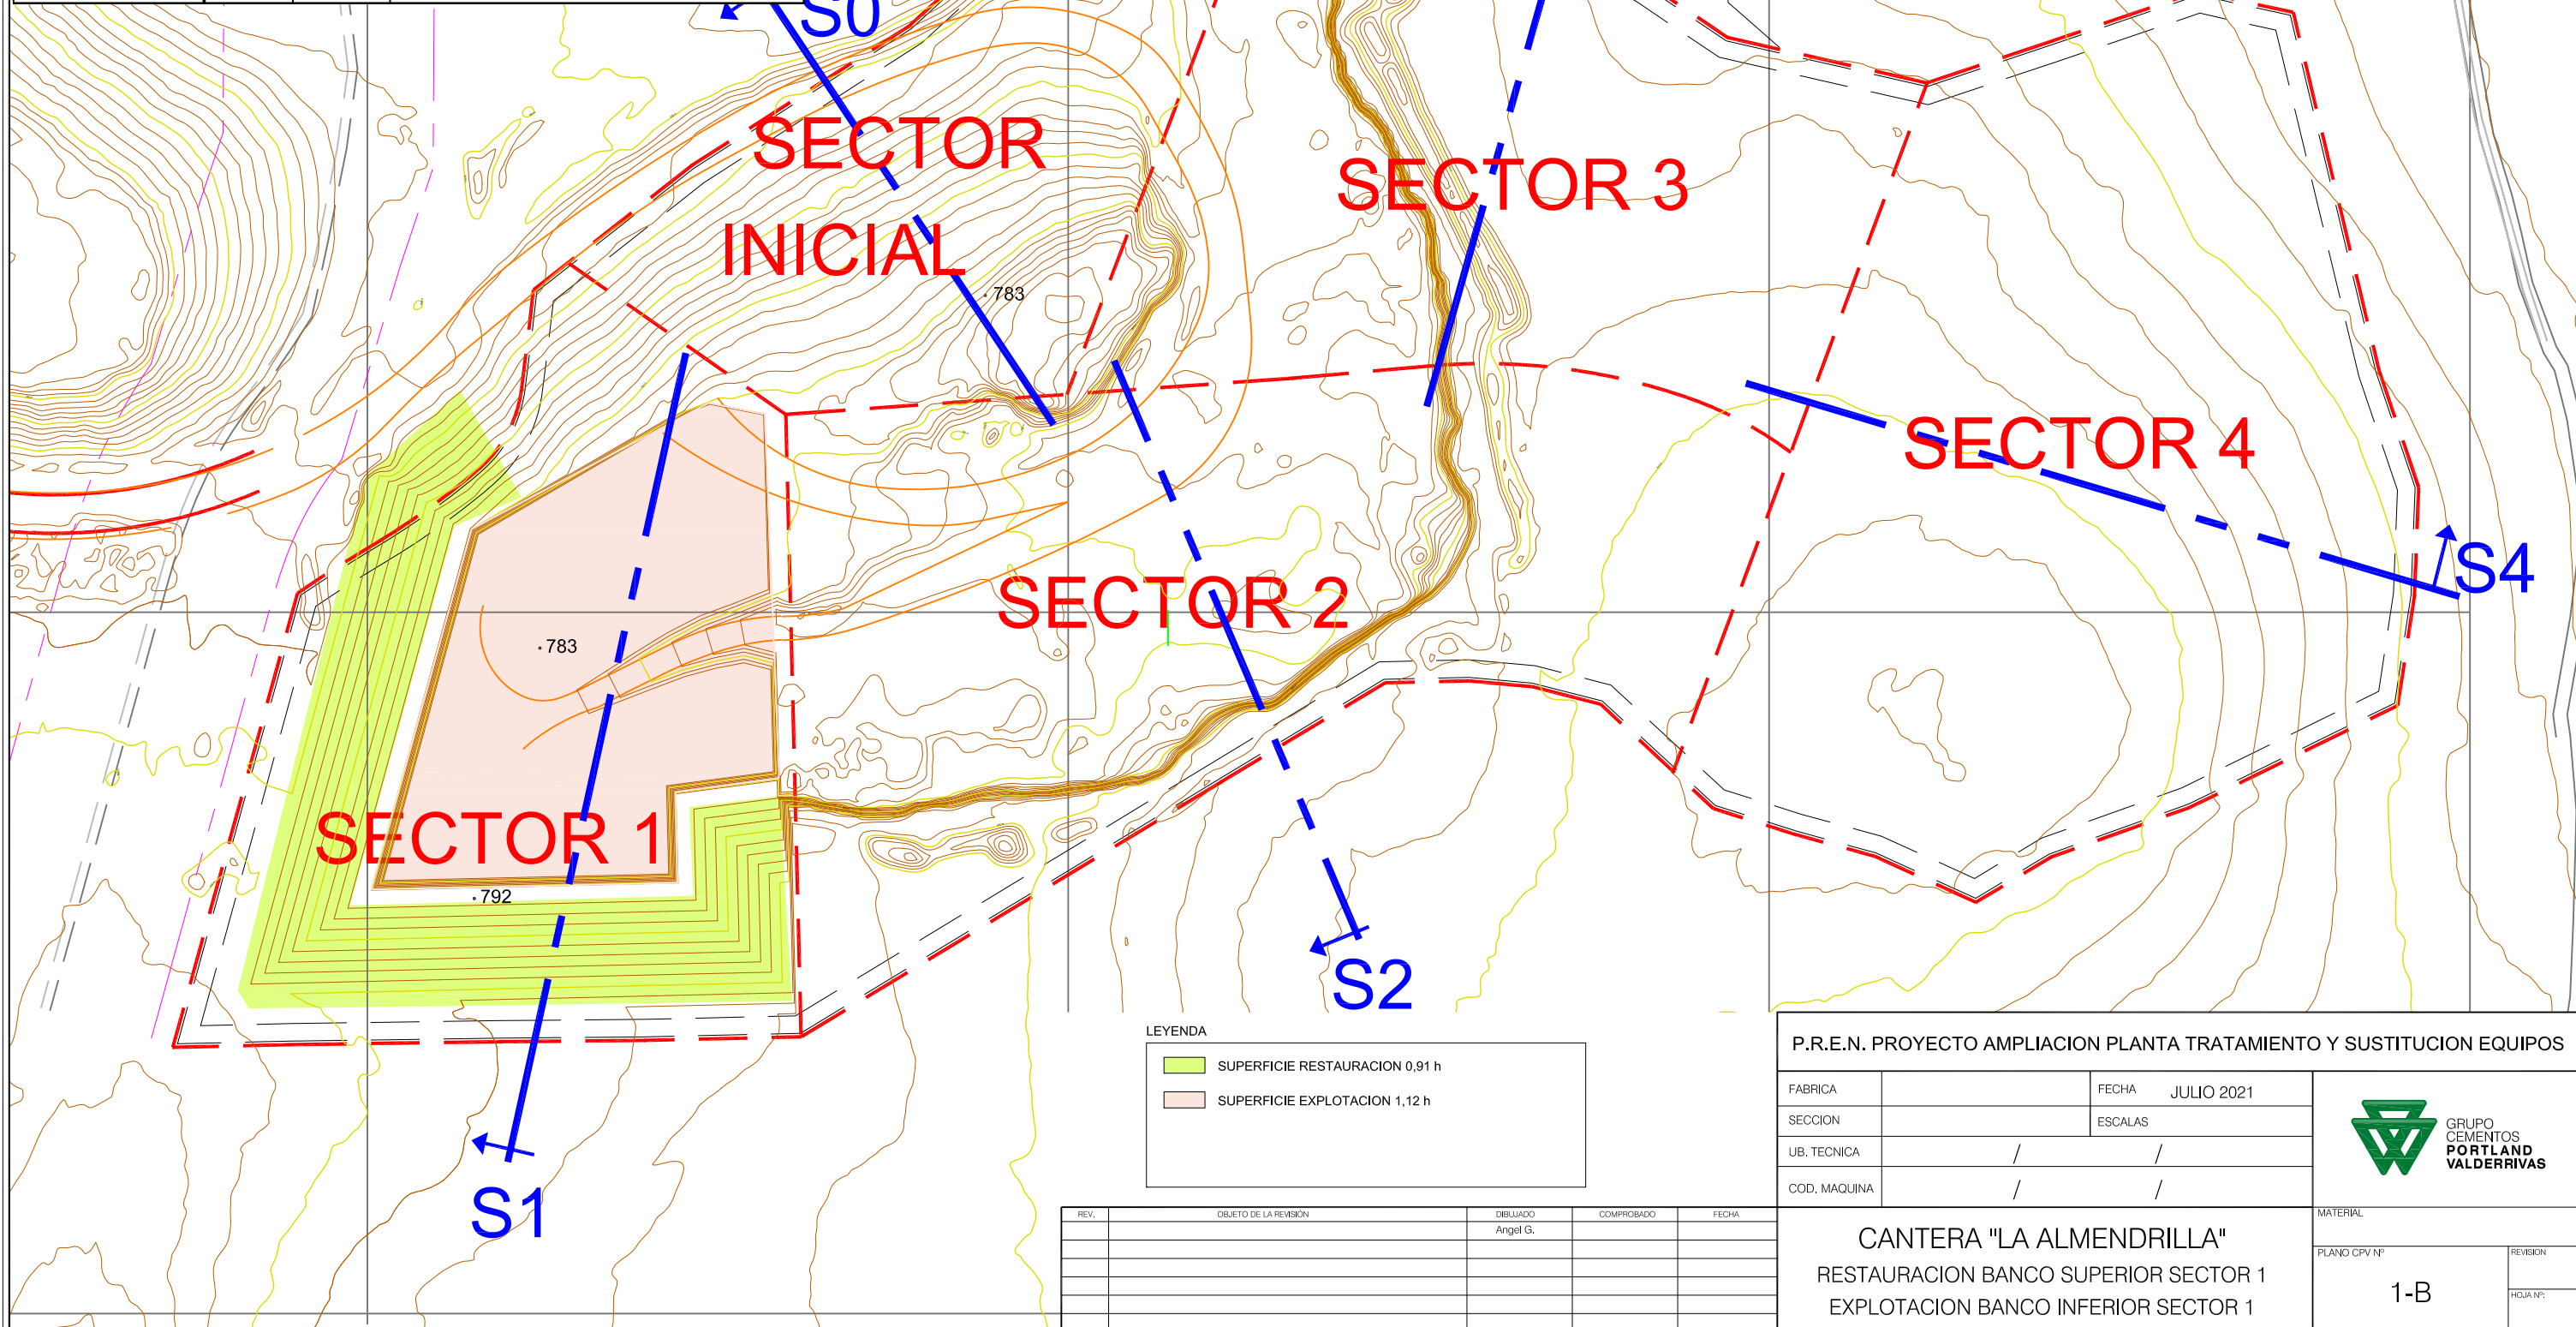 S0
SECTOR
INICIAL
783
SECTOR 3
SECTOR 4
S4
SECTOR 2
783
SECTOR 1
792
S2
S1
LEYENDA
SUPERFICIE RESTAURACION 0,91 h
SUPERFICIE EXPLOTACION 1,12 h
P.R.E.N. PROYECTO AMPLIACION PLANTA TRATAMIENTO Y SUSTITUCION EQUIPOS
FABRICA
FECHA JULIO 2021
SECCION
ESCALAS
UB. TECNICA / /
COD. MAQUINA / /
GRUPO
CEMENTOS
PORTLAND
VALDERRIVAS
REV. OBJETO DE LA REVISIÓN DIBUJADO COMPROBADO FECHA
Angel G.
CANTERA "LA ALMENDRILLA"
RESTAURACION BANCO SUPERIOR SECTOR 1
EXPLOTACION BANCO INFERIOR SECTOR 1
MATERIAL
PLANO CPV Nº
1-B
REVISION
HOJA Nº: